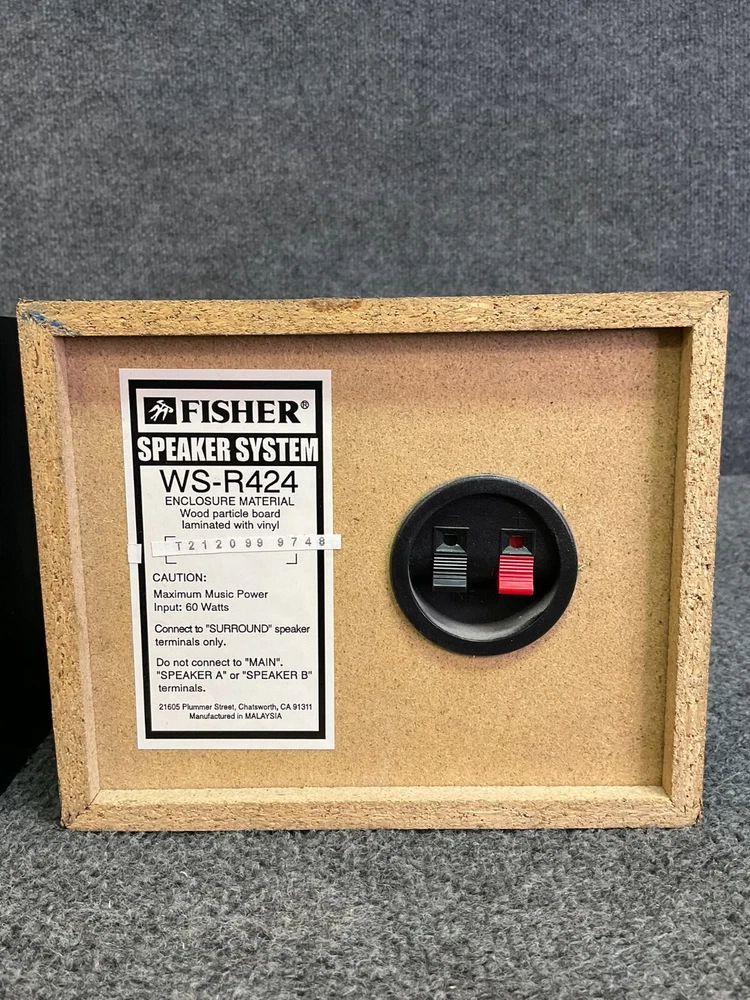 FISHER®
SPEAKER SYSTEM
WS-R424
ENCLOSURE MATERIAL
Wood particle board
laminated with vinyl
T2120999748
CAUTION:
Maximum Music Power
Input: 60 Watts
Connect to "SURROUND" speaker
terminals only.
Do not connect to "MAIN".
"SPEAKER A" or "SPEAKER B"
terminals.
21605 Plummer Street, Chatsworth, CA 91311
Manufactured in MALAYSIA